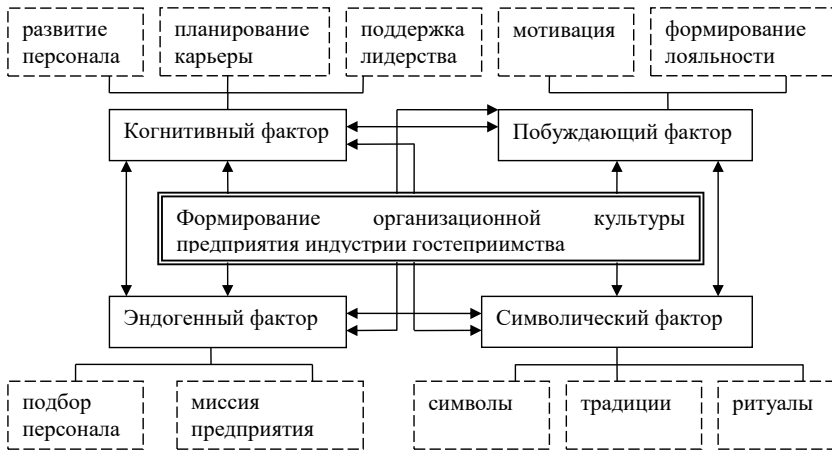 развитие
персонала
планирование
карьеры
поддержка
лидерства
мотивация
формирование
лояльности
Когнитивный фактор
Побуждающий фактор
Формирование организационной культуры
предприятия индустрии гостеприимства
Эндогенный фактор
Символический фактор
подбор
персонала
миссия
предприятия
символы
традиции
ритуалы